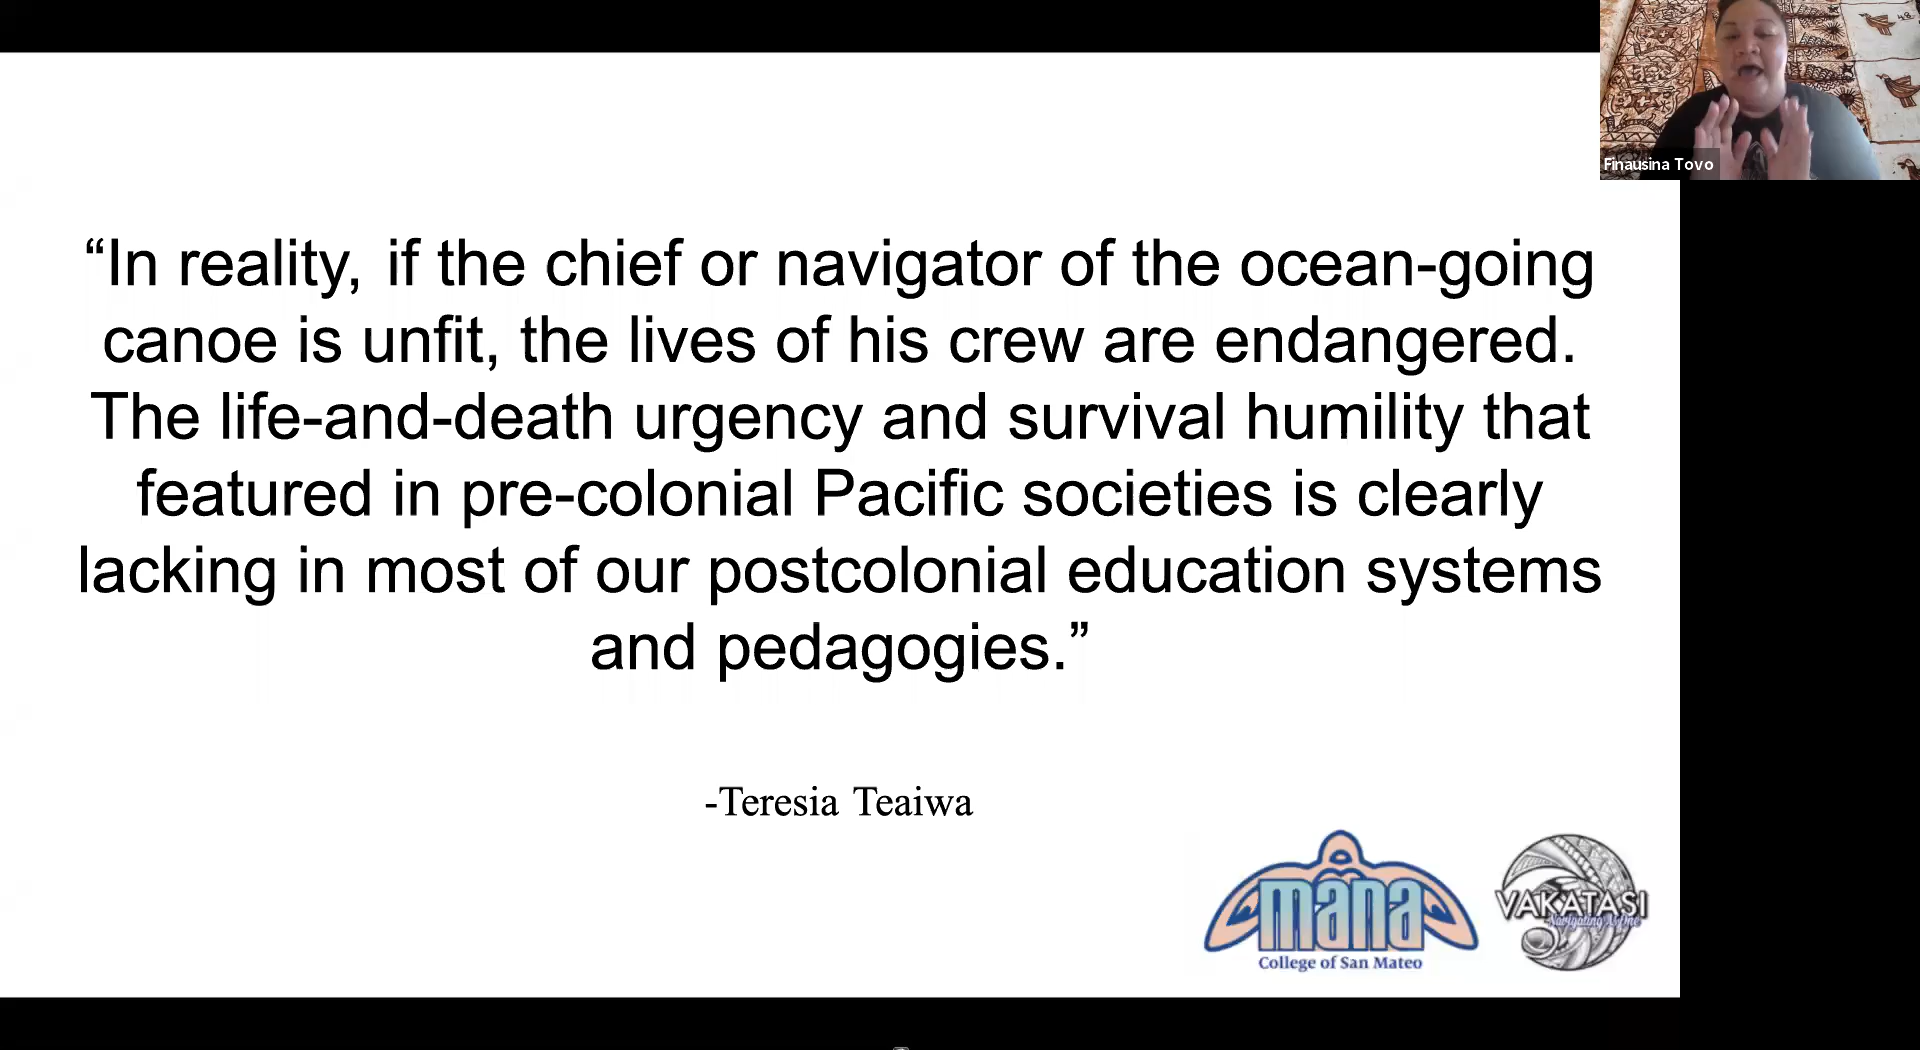 Finausina Tovo
“In reality, if the chief or navigator of the ocean-going
canoe is unfit, the lives of his crew are endangered.
The life-and-death urgency and survival humility that
featured in pre-colonial Pacific societies is clearly
lacking in most of our postcolonial education systems
and pedagogies.”
-Teresia Teaiwa
mana
College of San Mateo
VAKATASI
Navigating As One